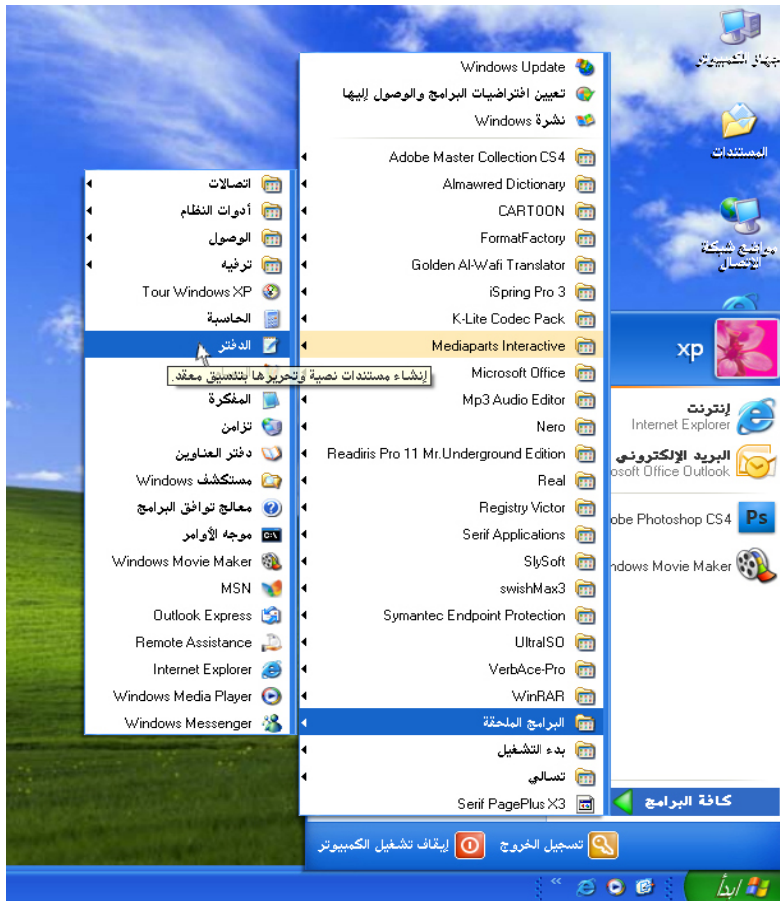 جهاز الكمبيوتر
المستندات
مواضع شبكة
الاتصال
xp
إنترنت
Internet Explorer
البريد الإلكتروني
osoft Office Outlook
obe Photoshop CS4
Ps
ndows Movie Maker
كافة البرامج
Windows Update
تعيين افتراضيات البرامج والوصول إليها
نشرة Windows
Adobe Master Collection CS4
Almawred Dictionary
CARTOON
FormatFactory
Golden Al-Wafi Translator
iSpring Pro 3
K-Lite Codec Pack
Mediaparts Interactive
Microsoft Office
Mp3 Audio Editor
Nero
Readiris Pro 11 Mr.Underground Edition
Real
Registry Victor
Serif Applications
SlySoft
swishMax3
Symantec Endpoint Protection
UltraISO
VerbAce-Pro
WinRAR
البرامج الملحقة
بدء التشغيل
تسالي
Serif PagePlus X3
اتصالات
أدوات النظام
الوصول
ترفيه
Tour Windows XP
الحاسبة
الدفتر
إنشاء مستندات نصية وتحريرها بتنسيق معقد.
المفكرة
تزامن
دفتر العناوين
مستكشف Windows
معالج توافق البرامج
موجه الأوامر
Windows Movie Maker
MSN
Outlook Express
Remote Assistance
Internet Explorer
Windows Media Player
Windows Messenger
تسجيل الخروج
إيقاف تشغيل الكمبيوتر
ابدأ